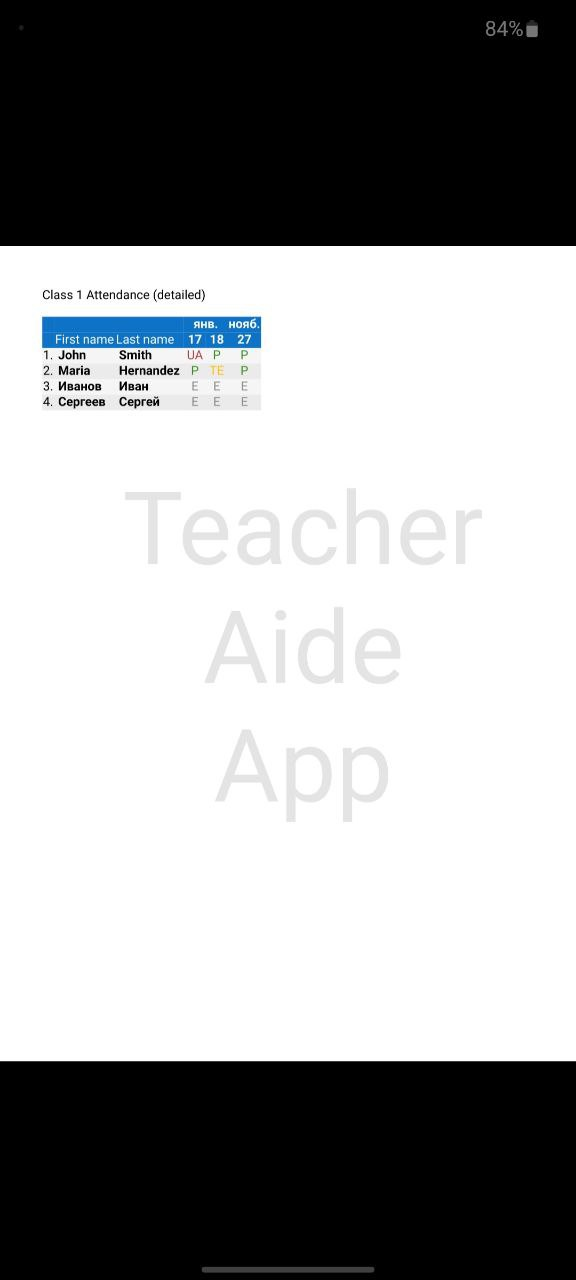 84%
Class 1 Attendance (detailed)
янв. нояб.
First name Last name 17 18 27
1. John Smith UA P P
2. Maria Hernandez P TE P
3. Иванов Иван E E E
4. Сергеев Сергей E E E
Teacher
Aide
App